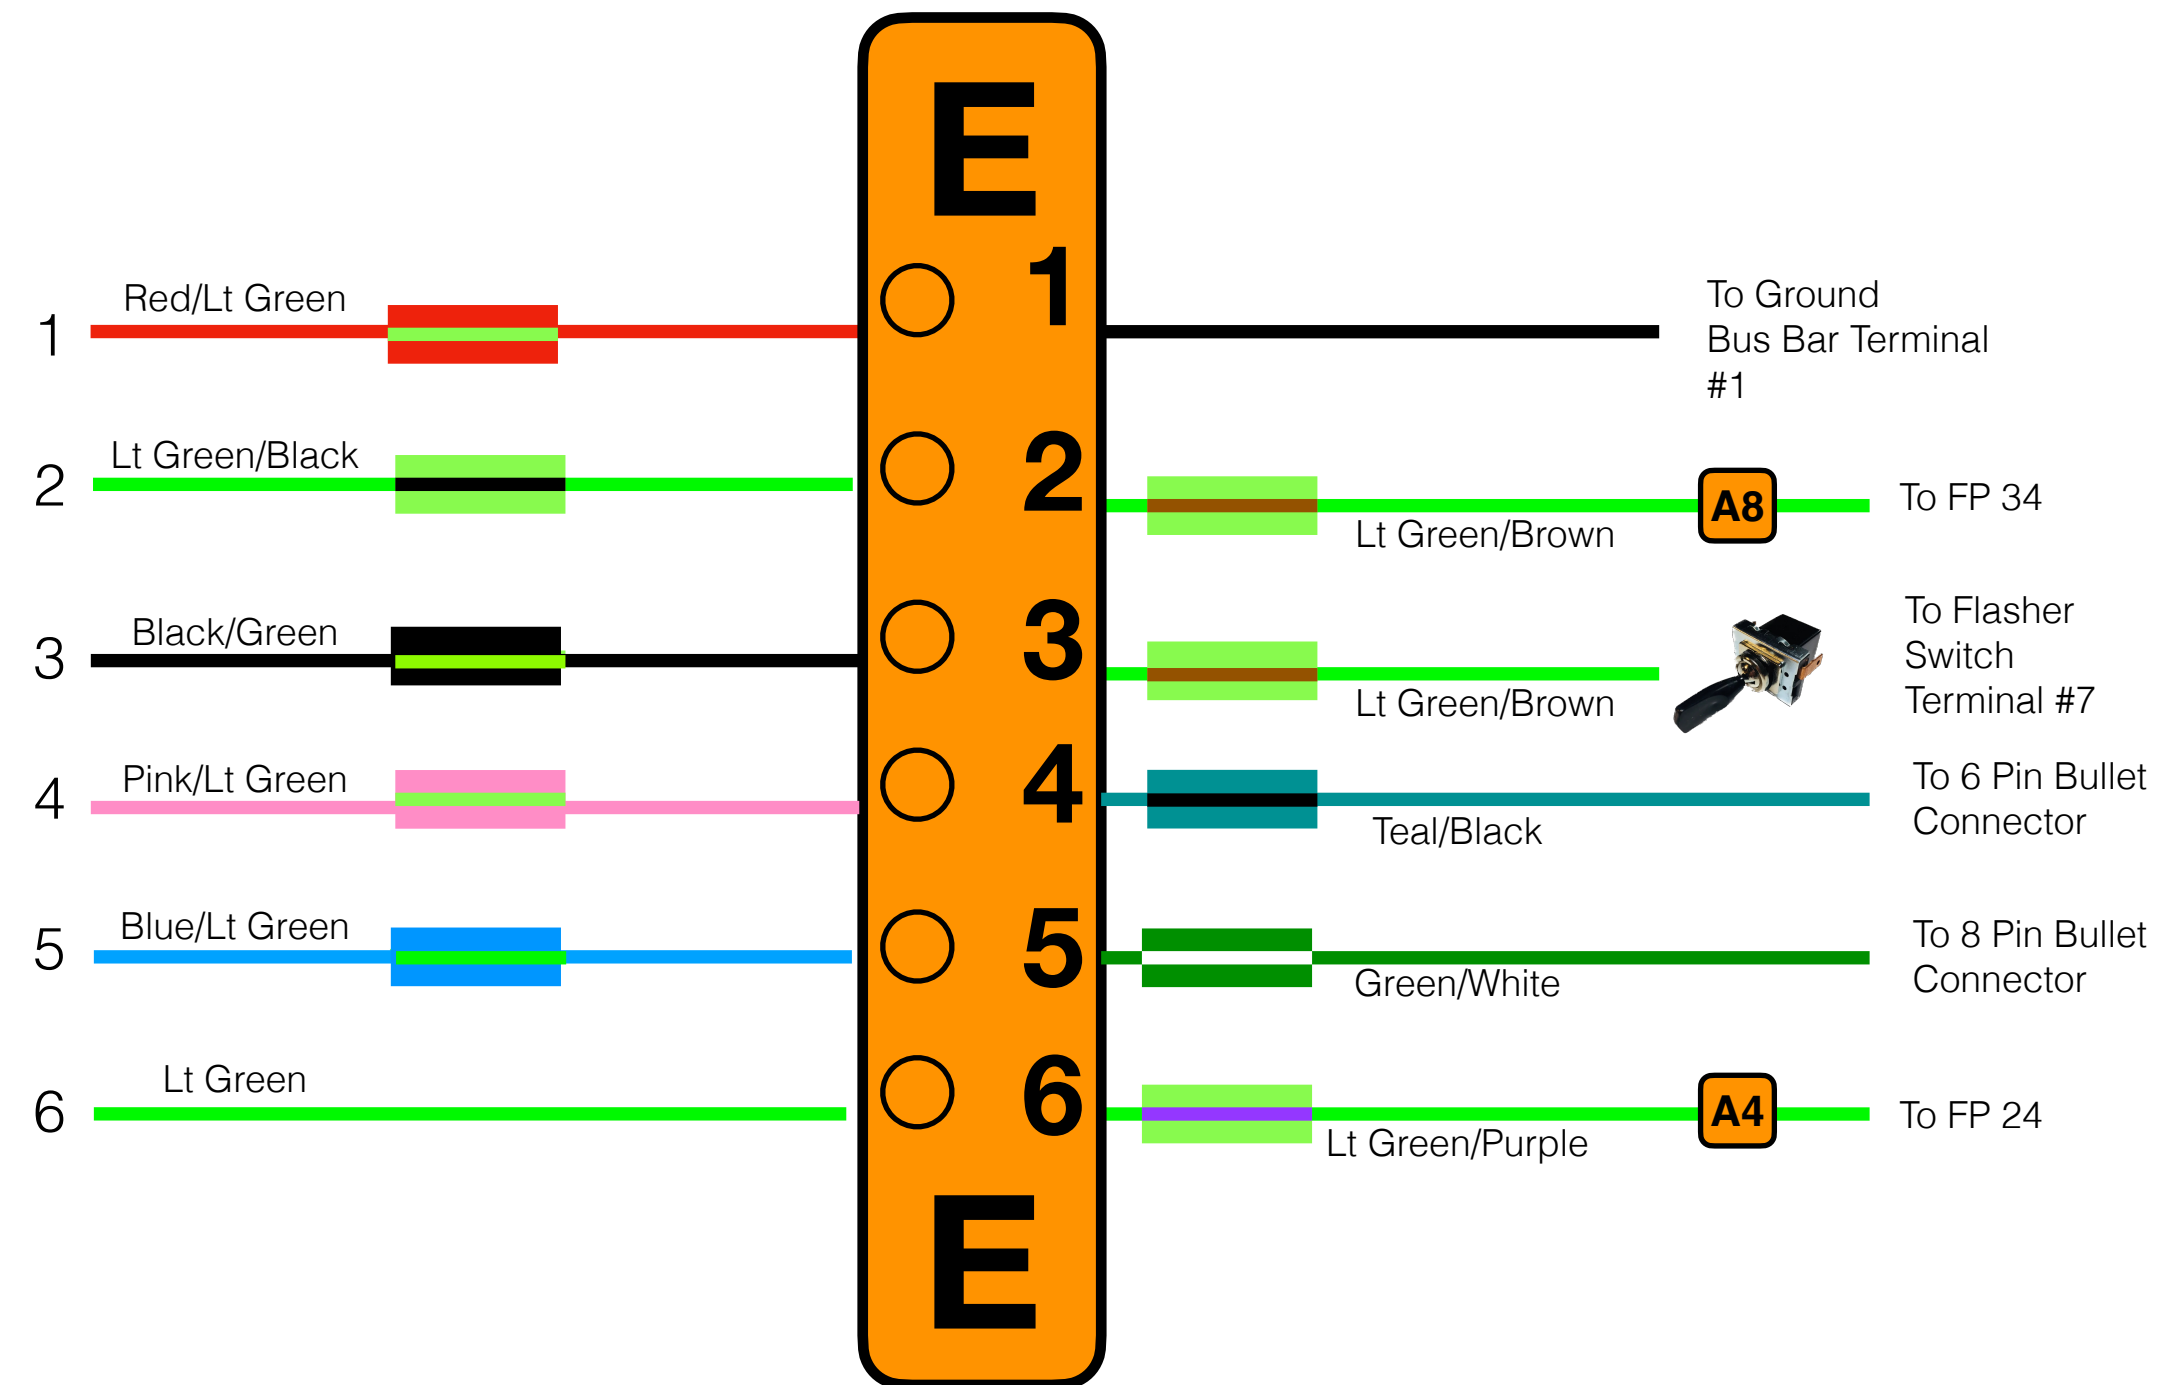 E
1
Red/Lt Green
1
To Ground
Bus Bar Terminal
#1
2
Lt Green/Black
2
Lt Green/Brown
A8
To FP 34
3
Black/Green
3
Lt Green/Brown
To Flasher
Switch
Terminal #7
4
Pink/Lt Green
4
Teal/Black
To 6 Pin Bullet
Connector
5
Blue/Lt Green
5
Green/White
To 8 Pin Bullet
Connector
6
Lt Green
6
Lt Green/Purple
A4
To FP 24
E